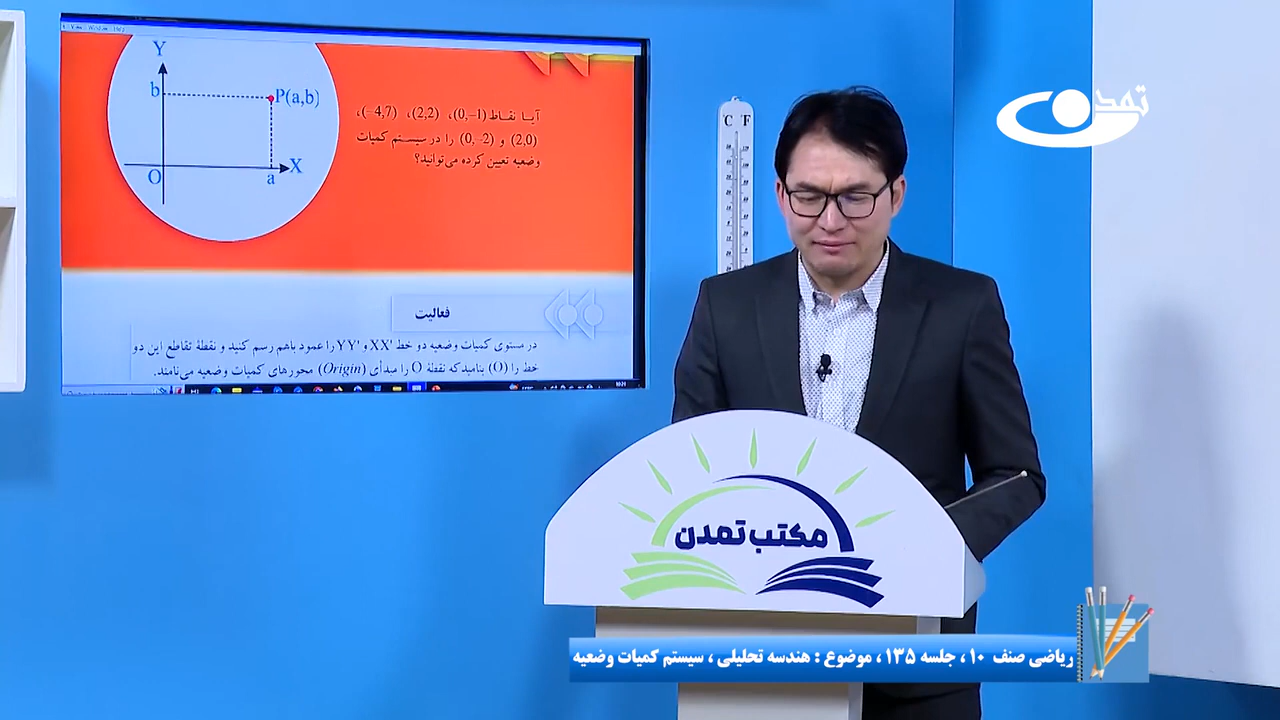 Y
b
P(a,b)
O
a
X
آیا نقاط (0,−1)، (2,2)، (−4,7)،
(2,0) و (0,−2) را در سیستم کمیات
وضعیه تعیین کرده می‌توانید؟
فعالیت
در مستوی کمیات وضعیه دو خط XX' و YY' را عمود باهم رسم کنید و نقطۀ تقاطع این دو
خط را (O) بنامید که نقطۀ O را مبدأی (Origin) محورهای کمیات وضعیه می‌نامند.
C F
تمدن
مکتب تمدن
ریاضی صنف ۱۰ ، جلسه ۱۳۵ ، موضوع : هندسه تحلیلی ، سیستم کمیات وضعیه